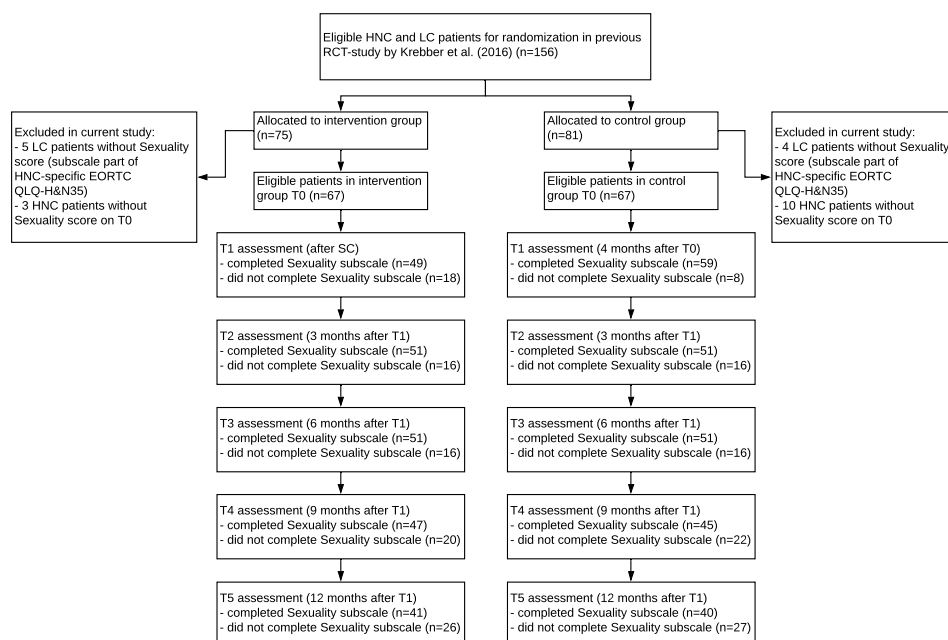 Eligible HNC and LC patients for randomization in previous
RCT-study by Krebber et al. (2016) (n=156)
Excluded in current study:
- 5 LC patients without Sexuality
score (subscale part of
HNC-specific EORTC
QLQ-H&N35)
- 3 HNC patients without
Sexuality score on T0
Allocated to intervention group
(n=75)
Allocated to control group
(n=81)
Excluded in current study:
- 4 LC patients without Sexuality
score (subscale part of
HNC-specific EORTC
QLQ-H&N35)
- 10 HNC patients without
Sexuality score on T0
Eligible patients in intervention
group T0 (n=67)
Eligible patients in control
group T0 (n=67)
T1 assessment (after SC)
- completed Sexuality subscale (n=49)
- did not complete Sexuality subscale (n=18)
T1 assessment (4 months after T0)
- completed Sexuality subscale (n=59)
- did not complete Sexuality subscale (n=8)
T2 assessment (3 months after T1)
- completed Sexuality subscale (n=51)
- did not complete Sexuality subscale (n=16)
T2 assessment (3 months after T1)
- completed Sexuality subscale (n=51)
- did not complete Sexuality subscale (n=16)
T3 assessment (6 months after T1)
- completed Sexuality subscale (n=51)
- did not complete Sexuality subscale (n=16)
T3 assessment (6 months after T1)
- completed Sexuality subscale (n=51)
- did not complete Sexuality subscale (n=16)
T4 assessment (9 months after T1)
- completed Sexuality subscale (n=47)
- did not complete Sexuality subscale (n=20)
T4 assessment (9 months after T1)
- completed Sexuality subscale (n=45)
- did not complete Sexuality subscale (n=22)
T5 assessment (12 months after T1)
- completed Sexuality subscale (n=41)
- did not complete Sexuality subscale (n=26)
T5 assessment (12 months after T1)
- completed Sexuality subscale (n=40)
- did not complete Sexuality subscale (n=27)